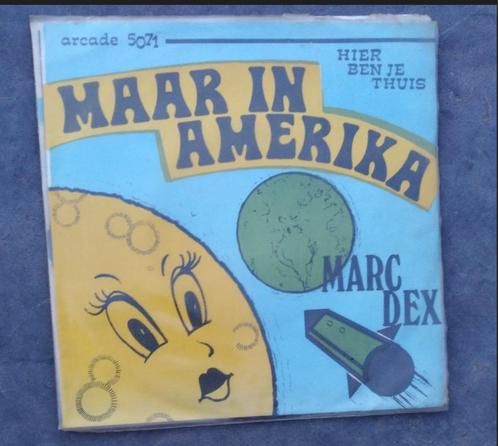 arcade 5071
HIER
BEN JE
THUIS
MAAR IN
AMERIKA
MARC
DEX